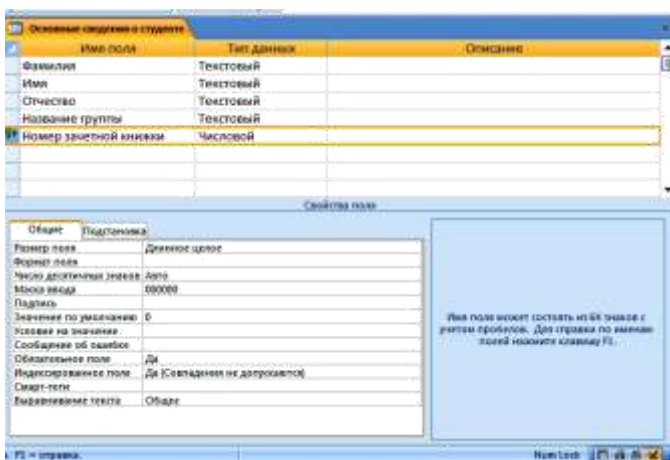 Основные сведения о студенте
Имя поля Тип данных Описание
Фамилия Текстовый
Имя Текстовый
Отчество Текстовый
Название группы Текстовый
Номер зачетной книжки Числовой
Свойства поля
Общие Подстановка
Размер поля Длинное целое
Формат поля
Число десятичных знаков Авто
Маска ввода 000000
Подпись
Значение по умолчанию 0
Условие на значение
Сообщение об ошибке
Обязательное поле Да
Индексированное поле Да (Совпадения не допускаются)
Смарт-теги
Выравнивание текста Общее
Имя поля может состоять из 64 знаков с
учетом пробелов. Для справки по именам
полей нажмите клавишу F1.
F1 = справка. Num Lock